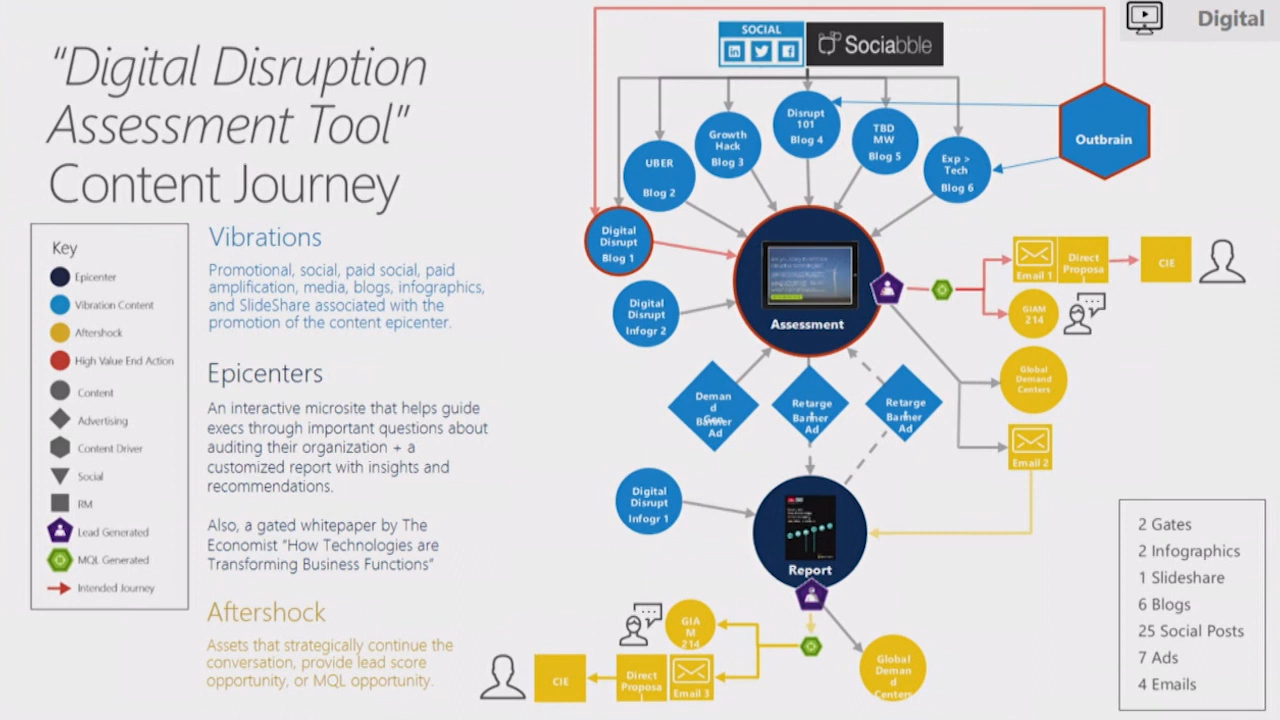 Digital
"Digital Disruption
Assessment Tool"
Content Journey
Key
Epicenter
Vibration Content
Aftershock
High Value End Action
Content
Advertising
Content Driver
Social
RM
Lead Generated
MQL Generated
Intended Journey
Vibrations
Promotional, social, paid social, paid
amplification, media, blogs, infographics,
and SlideShare associated with the
promotion of the content epicenter.
Epicenters
An interactive microsite that helps guide
execs through important questions about
auditing their organization + a
customized report with insights and
recommendations.
Also, a gated whitepaper by The
Economist "How Technologies are
Transforming Business Functions"
Aftershock
Assets that strategically continue the
conversation, provide lead score
opportunity, or MQL opportunity.
SOCIAL
in
f
Sociabble
Outbrain
Digital
Disrupt
Blog 1
UBER
Blog 2
Growth
Hack
Blog 3
Disrupt
101
Blog 4
TBD
MW
Blog 5
Exp >
Tech
Blog 6
Digital
Disrupt
Infogr 2
Assessment
Email 1
Direct
Proposa
CIE
GIAM
214
Global
Demand
Centers
Email 2
Deman
d
Gen
Banner
Ad
Retarge
t
Banner
Ad
Retarge
t
Banner
Ad
Digital
Disrupt
Infogr 1
Report
GIA
M
214
CIE
Direct
Proposa
l
Email 3
Global
Deman
d
Centers
2 Gates
2 Infographics
1 Slideshare
6 Blogs
25 Social Posts
7 Ads
4 Emails